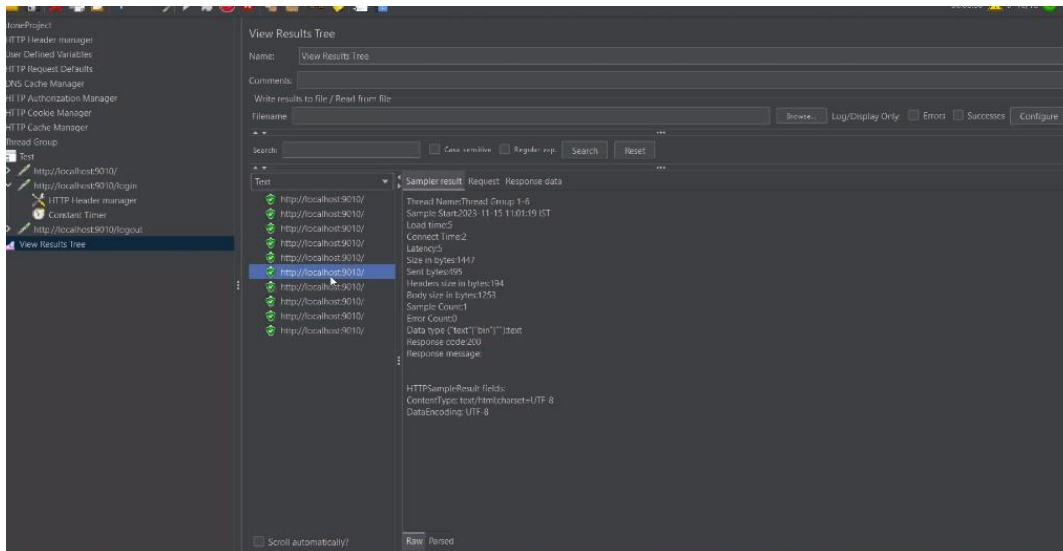 HTTP Header manager
User Defined Variables
HTTP Request Defaults
DNS Cache Manager
HTTP Authorization Manager
HTTP Cookie Manager
HTTP Cache Manager
Thread Group
Test
http://localhost:9010/
http://localhost:9010/login
HTTP Header manager
Constant Timer
http://localhost:9010/logout
View Results Tree
View Results Tree
Name: View Results Tree
Comments:
Write results to file / Read from file
Filename Browse... Log/Display Only: Errors Successes Configure
Search: Case sensitive Regular exp. Search Reset
Text
http://localhost:9010/
http://localhost:9010/
http://localhost:9010/
http://localhost:9010/
http://localhost:9010/
http://localhost:9010/
http://localhost:9010/
http://localhost:9010/
http://localhost:9010/
http://localhost:9010/
Scroll automatically?
Sampler result Request Response data
Thread Name:Thread Group 1-6
Sample Start:2023-11-15 11:01:19 IST
Load time:5
Connect Time:2
Latency:5
Size in bytes:1447
Sent bytes:495
Headers size in bytes:194
Body size in bytes:1253
Sample Count:1
Error Count:0
Data type ("text"|"bin"|""):text
Response code:200
Response message:
HTTPSampleResult fields:
ContentType: text/html;charset=UTF-8
DataEncoding: UTF-8
Raw Parsed